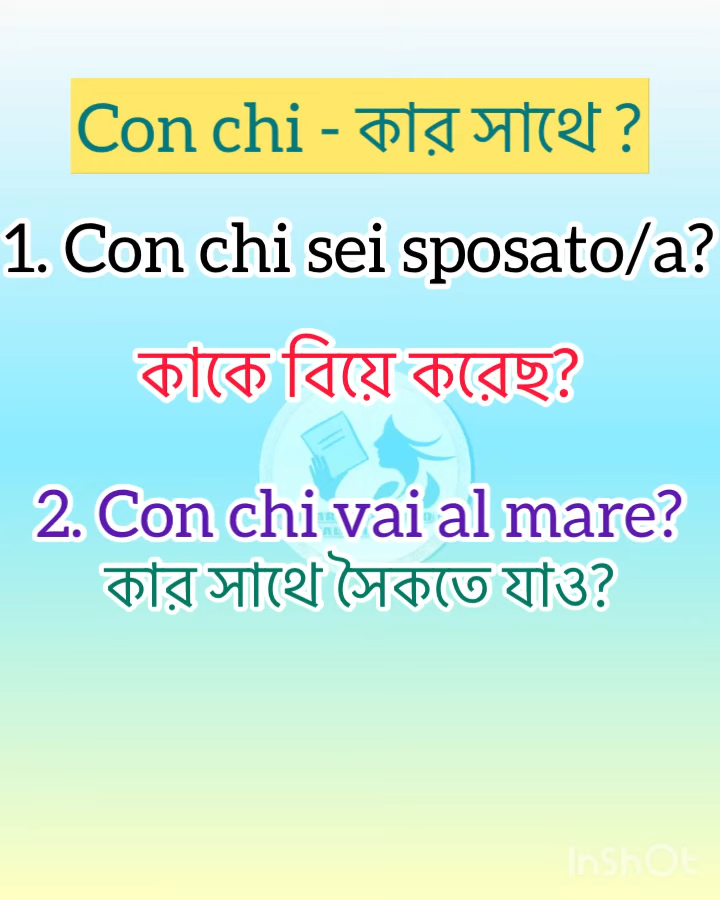 Con chi - কার সাথে ?
1. Con chi sei sposato/a?
কাকে বিয়ে করেছ?
2. Con chi vai al mare?
কার সাথে সৈকতে যাও?
InShOt